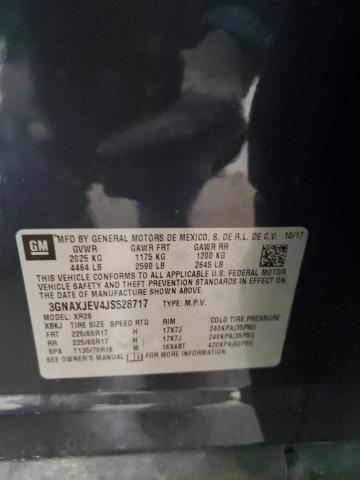 GM
MFD BY GENERAL MOTORS DE MEXICO, S. DE R.L. DE C.V. 10/17
GVWR GAWR FRT GAWR RR
2025 KG 1175 KG 1200 KG
4464 LB 2590 LB 2645 LB
THIS VEHICLE CONFORMS TO ALL APPLICABLE U.S. FEDERAL MOTOR
VEHICLE SAFETY AND THEFT PREVENTION STANDARDS IN EFFECT ON
THE DATE OF MANUFACTURE SHOWN ABOVE.
3GNAXJEV4JS528717 TYPE: M.P.V.
XR26
XBKJ TIRE SIZE SPEED RTG RIM COLD TIRE PRESSURE
FRT 225/65R17 H 17X7J 240KPA(35PSI)
RR 225/65R17 H 17X7J 240KPA(35PSI)
SPA T135/70R16 M 16X4BT 420KPA(60PSI)
SEE OWNER'S MANUAL FOR MORE INFORMATION.